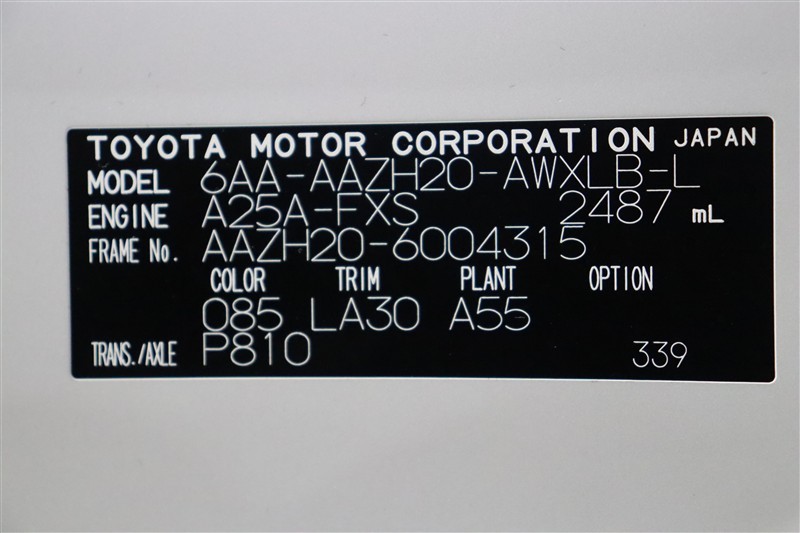 TOYOTA MOTOR CORPORATION JAPAN
MODEL 6AA-AAZH20-AWXLB-L
ENGINE A25A-FXS 2487 mL
FRAME No. AAZH20-6004315
COLOR TRIM PLANT OPTION
085 LA30 A55
TRANS./AXLE P810 339